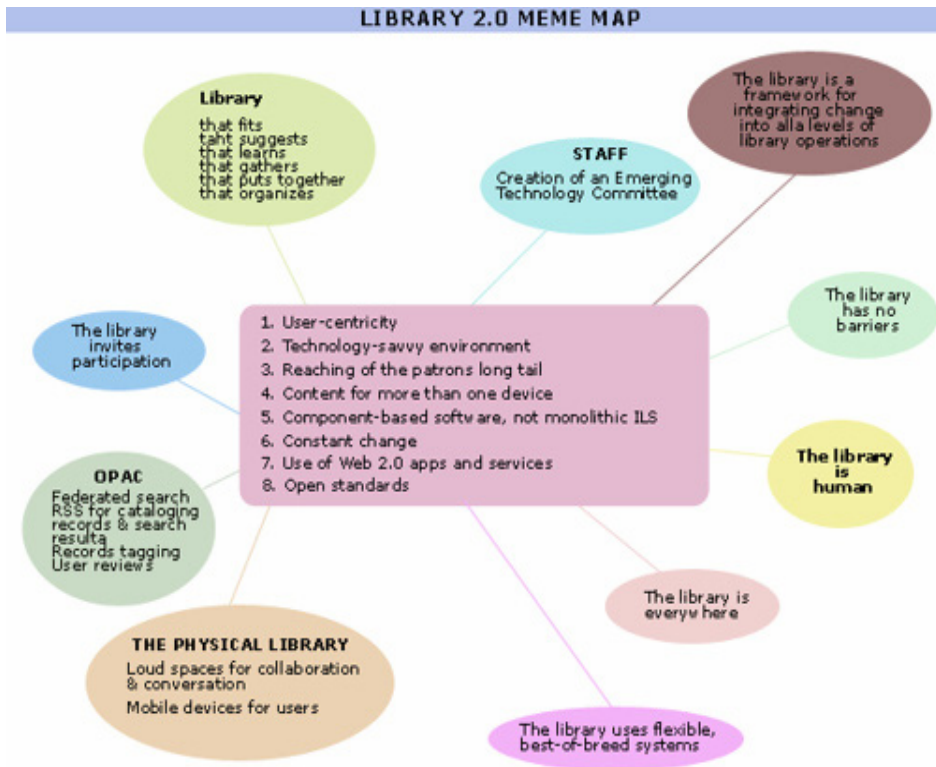 LIBRARY 2.0 MEME MAP
Library
that fits
taht suggests
that learns
that gathers
that puts together
that organizes
STAFF
Creation of an Emerging
Technology Committee
The library is a
framework for
integrating change
into alla levels of
library operations
The library
invites
participation
1. User-centricity
2. Technology-savvy environment
3. Reaching of the patrons long tail
4. Content for more than one device
5. Component-based software, not monolithic ILS
6. Constant change
7. Use of Web 2.0 apps and services
8. Open standards
The library
has no
barriers
OPAC
Federated search
RSS for cataloging
records & search
resulta
Records tagging
User reviews
The library
is
human
THE PHYSICAL LIBRARY
Loud spaces for collaboration
& conversation
Mobile devices for users
The library is
everywhere
The library uses flexible,
best-of-breed systems